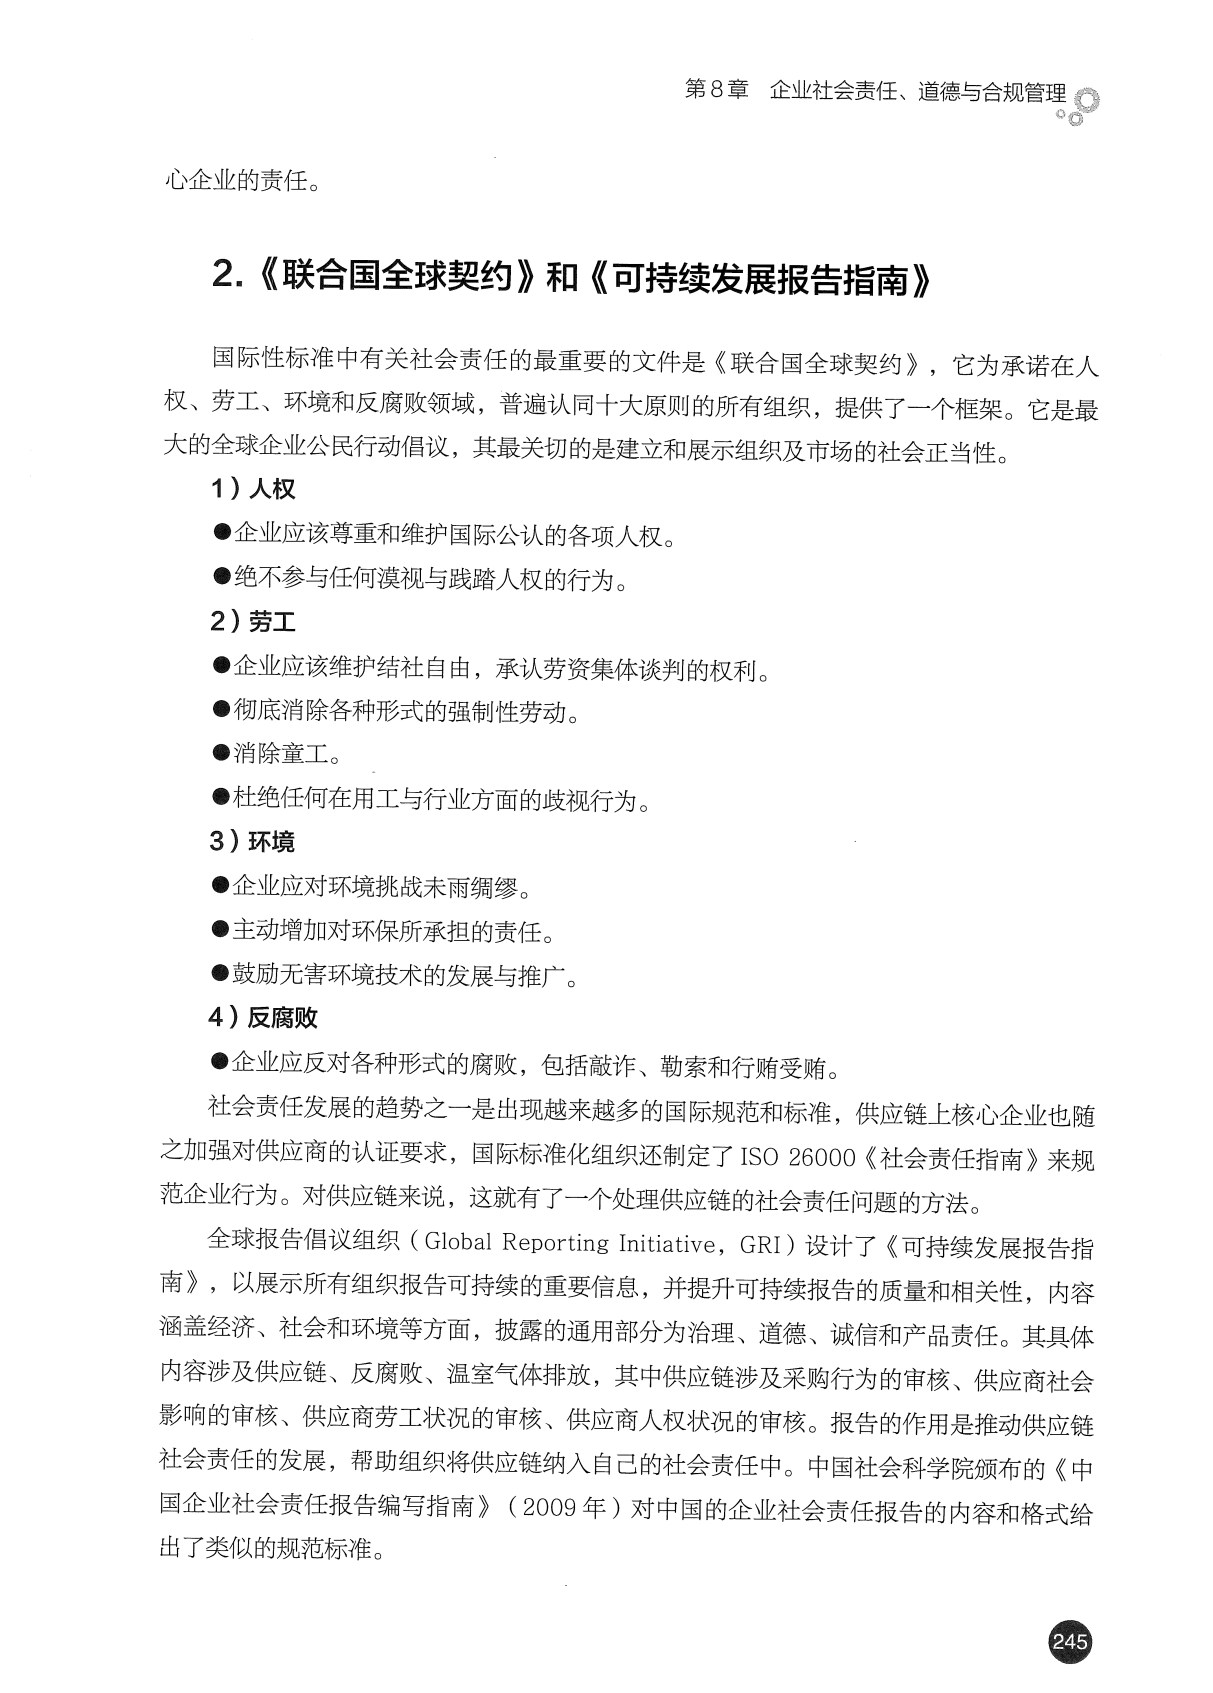 第8章 企业社会责任、道德与合规管理
心企业的责任。
2.《联合国全球契约》和《可持续发展报告指南》
国际性标准中有关社会责任的最重要的文件是《联合国全球契约》，它为承诺在人
权、劳工、环境和反腐败领域，普遍认同十大原则的所有组织，提供了一个框架。它是最
大的全球企业公民行动倡议，其最关切的是建立和展示组织及市场的社会正当性。
1）人权
●企业应该尊重和维护国际公认的各项人权。
●绝不参与任何漠视与践踏人权的行为。
2）劳工
●企业应该维护结社自由，承认劳资集体谈判的权利。
●彻底消除各种形式的强制性劳动。
●消除童工。
●杜绝任何在用工与行业方面的歧视行为。
3）环境
●企业应对环境挑战未雨绸缪。
●主动增加对环保所承担的责任。
●鼓励无害环境技术的发展与推广。
4）反腐败
●企业应反对各种形式的腐败，包括敲诈、勒索和行贿受贿。
社会责任发展的趋势之一是出现越来越多的国际规范和标准，供应链上核心企业也随
之加强对供应商的认证要求，国际标准化组织还制定了 ISO 26000《社会责任指南》来规
范企业行为。对供应链来说，这就有了一个处理供应链的社会责任问题的方法。
全球报告倡议组织（Global Reporting Initiative，GRI）设计了《可持续发展报告指
南》，以展示所有组织报告可持续的重要信息，并提升可持续报告的质量和相关性，内容
涵盖经济、社会和环境等方面，披露的通用部分为治理、道德、诚信和产品责任。其具体
内容涉及供应链、反腐败、温室气体排放，其中供应链涉及采购行为的审核、供应商社会
影响的审核、供应商劳工状况的审核、供应商人权状况的审核。报告的作用是推动供应链
社会责任的发展，帮助组织将供应链纳入自己的社会责任中。中国社会科学院颁布的《中
国企业社会责任报告编写指南》（2009 年）对中国的企业社会责任报告的内容和格式给
出了类似的规范标准。
245